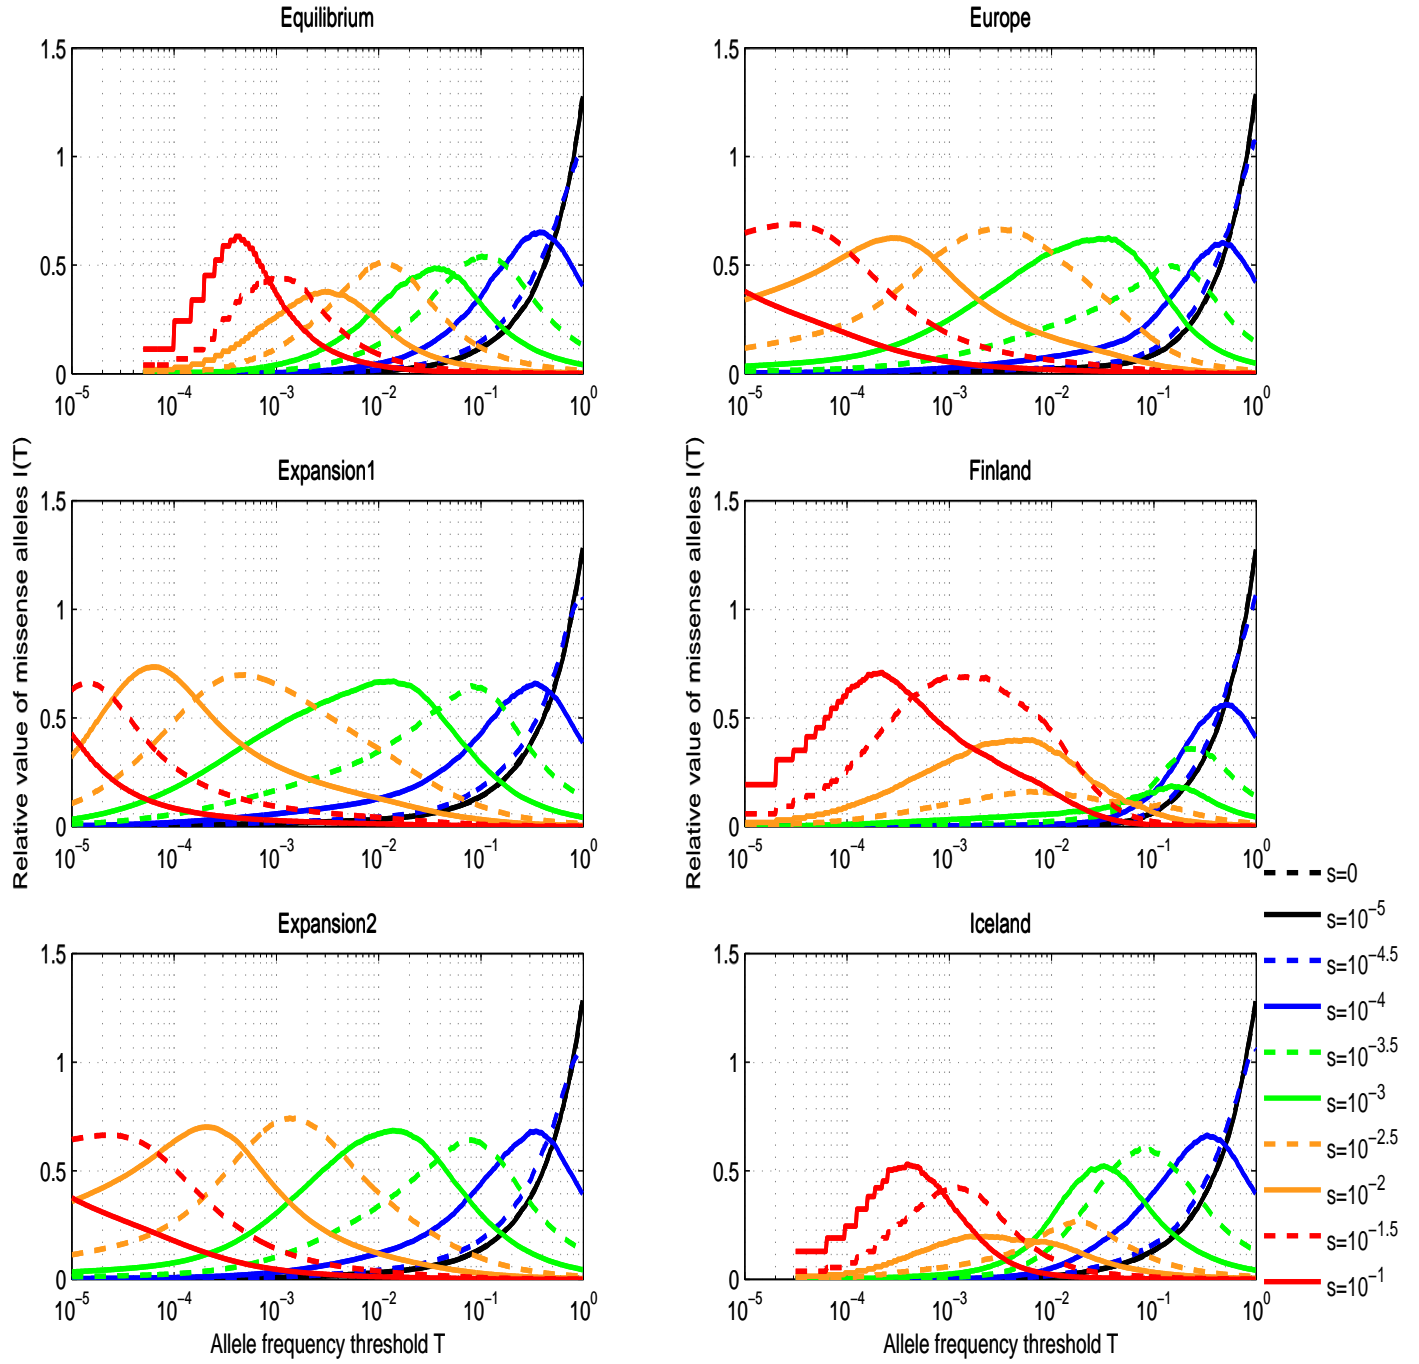 Equilibrium
1.5
1
0.5
0
10^-5 10^-4 10^-3 10^-2 10^-1 10^0
Europe
1.5
1
0.5
0
10^-5 10^-4 10^-3 10^-2 10^-1 10^0
Relative value of missense alleles I(T)
Expansion1
1.5
1
0.5
0
10^-5 10^-4 10^-3 10^-2 10^-1 10^0
Relative value of missense alleles I(T)
Finland
1.5
1
0.5
0
10^-5 10^-4 10^-3 10^-2 10^-1 10^0
Expansion2
1.5
1
0.5
0
10^-5 10^-4 10^-3 10^-2 10^-1 10^0
Allele frequency threshold T
Iceland
1.5
1
0.5
0
10^-5 10^-4 10^-3 10^-2 10^-1 10^0
Allele frequency threshold T
s=0
s=10^-5
s=10^-4.5
s=10^-4
s=10^-3.5
s=10^-3
s=10^-2.5
s=10^-2
s=10^-1.5
s=10^-1